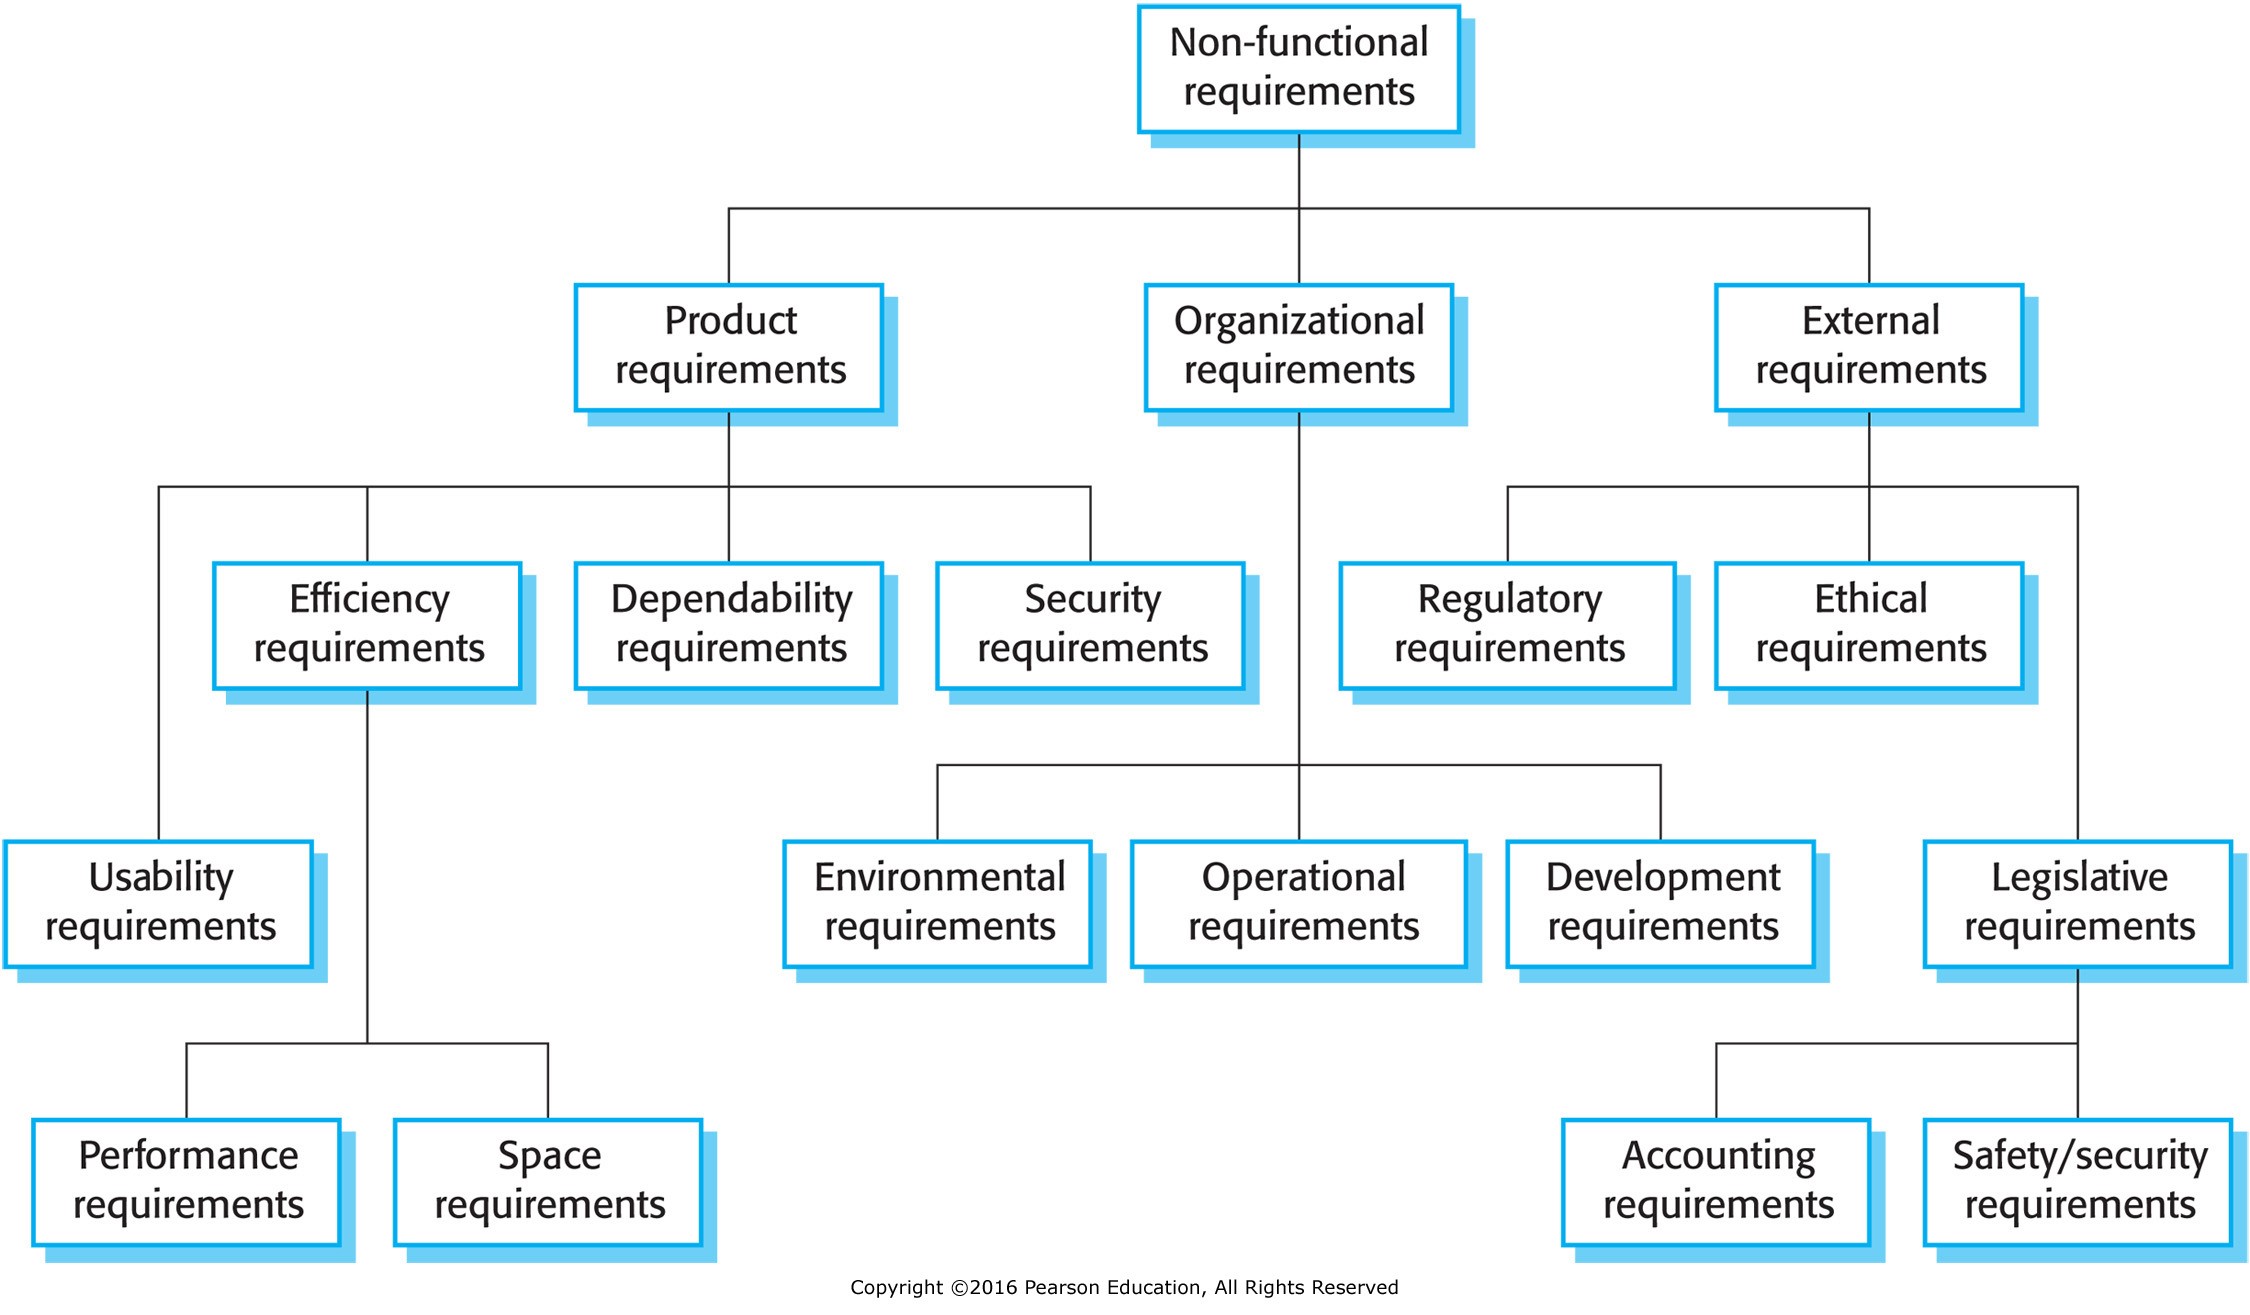 Non-functional
requirements
Product
requirements
Organizational
requirements
External
requirements
Efficiency
requirements
Dependability
requirements
Security
requirements
Regulatory
requirements
Ethical
requirements
Usability
requirements
Environmental
requirements
Operational
requirements
Development
requirements
Legislative
requirements
Performance
requirements
Space
requirements
Accounting
requirements
Safety/security
requirements
Copyright ©2016 Pearson Education, All Rights Reserved